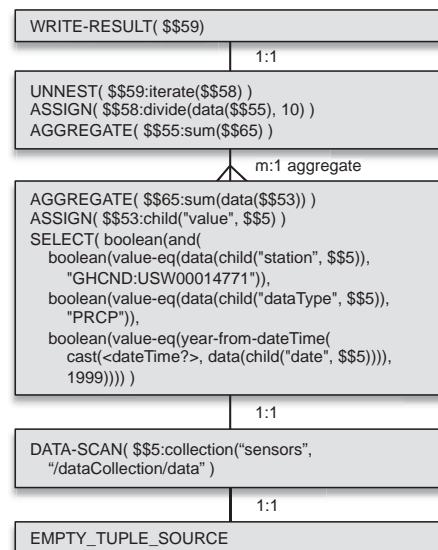 WRITE-RESULT( $$59)
1:1
UNNEST( $$59:iterate($$58) )
ASSIGN( $$58:divide(data($$55), 10) )
AGGREGATE( $$55:sum($$65) )
m:1 aggregate
AGGREGATE( $$65:sum(data($$53)) )
ASSIGN( $$53:child("value", $$5) )
SELECT( boolean(and(
boolean(value-eq(data(child("station", $$5)),
"GHCND:USW00014771")),
boolean(value-eq(data(child("dataType", $$5)),
"PRCP")),
boolean(value-eq(year-from-dateTime(
cast(<dateTime?>, data(child("date", $$5)))),
1999)))) )
1:1
DATA-SCAN( $$5:collection(“sensors”,
“/dataCollection/data” )
1:1
EMPTY_TUPLE_SOURCE